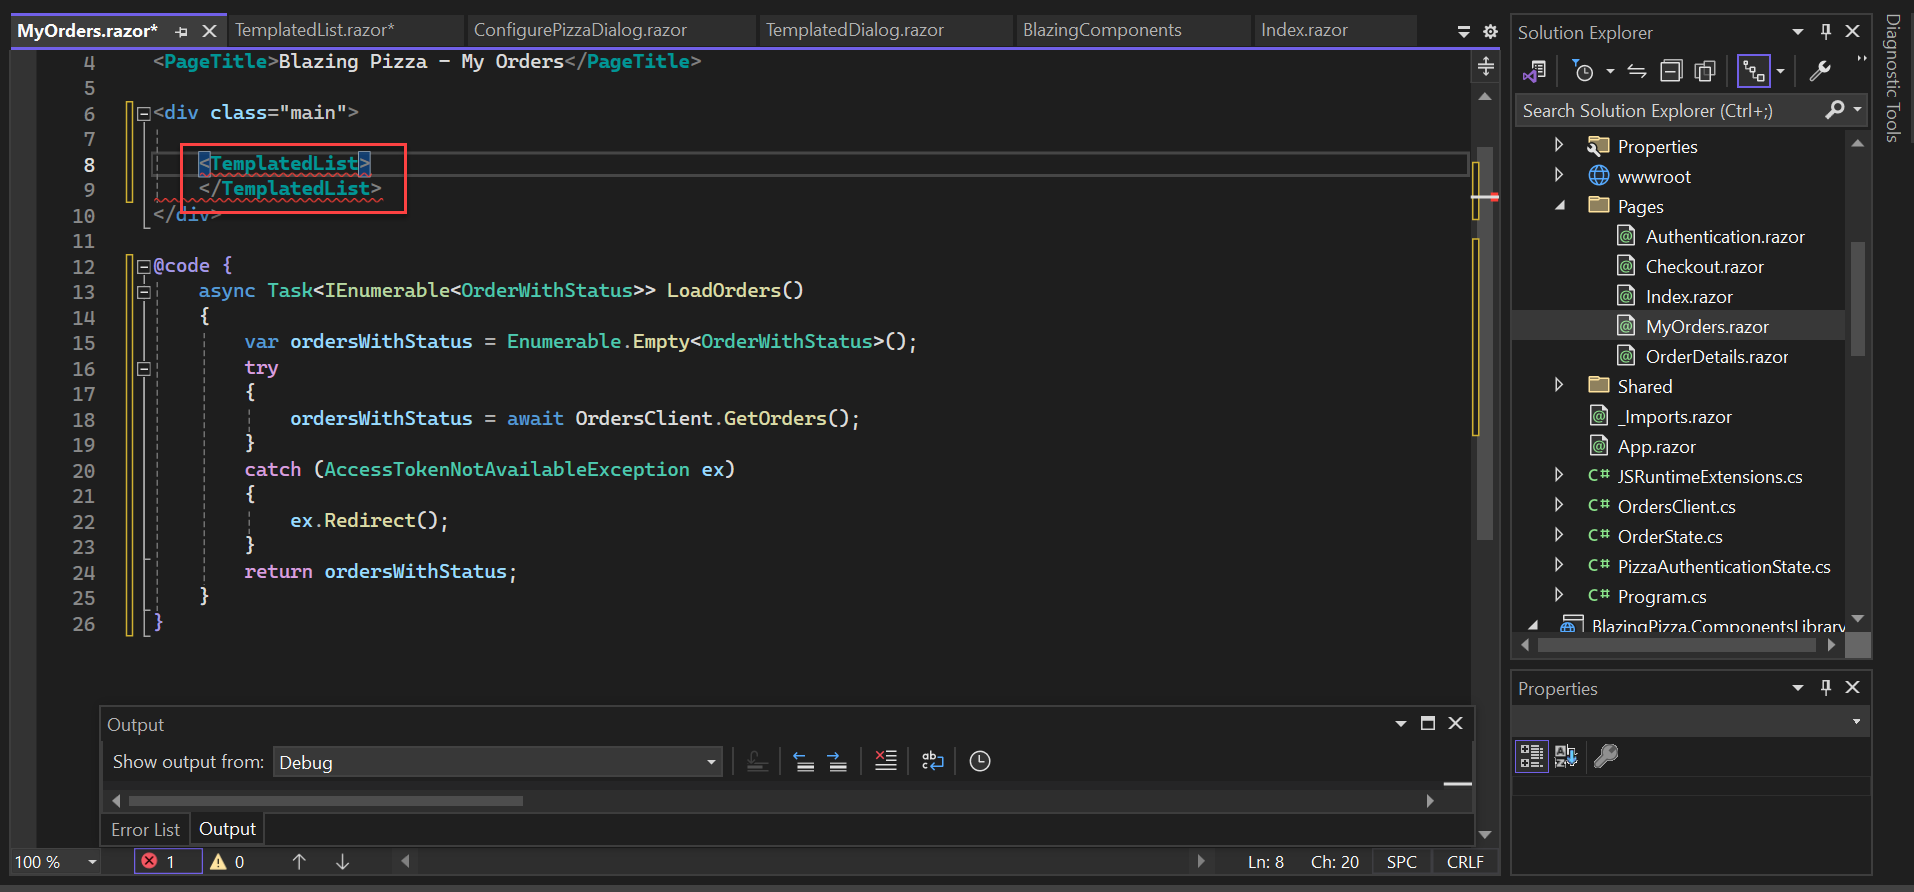 MyOrders.razor*
TemplatedList.razor*
ConfigurePizzaDialog.razor
TemplatedDialog.razor
BlazingComponents
Index.razor
4 <PageTitle>Blazing Pizza - My Orders</PageTitle>
5
6 <div class="main">
7
8 <TemplatedList>
9 </TemplatedList>
10 </div>
11
12 @code {
13 async Task<IEnumerable<OrderWithStatus>> LoadOrders()
14 {
15 var ordersWithStatus = Enumerable.Empty<OrderWithStatus>();
16 try
17 {
18 ordersWithStatus = await OrdersClient.GetOrders();
19 }
20 catch (AccessTokenNotAvailableException ex)
21 {
22 ex.Redirect();
23 }
24 return ordersWithStatus;
25 }
26 }
Output
Show output from: Debug
Error List
Output
100 %
1
0
Ln: 8
Ch: 20
SPC
CRLF
Solution Explorer
Search Solution Explorer (Ctrl+;)
Properties
wwwroot
Pages
Authentication.razor
Checkout.razor
Index.razor
MyOrders.razor
OrderDetails.razor
Shared
_Imports.razor
App.razor
C# JSRuntimeExtensions.cs
C# OrdersClient.cs
C# OrderState.cs
C# PizzaAuthenticationState.cs
C# Program.cs
BlazingPizza.ComponentsLibrary
Properties
Diagnostic Tools